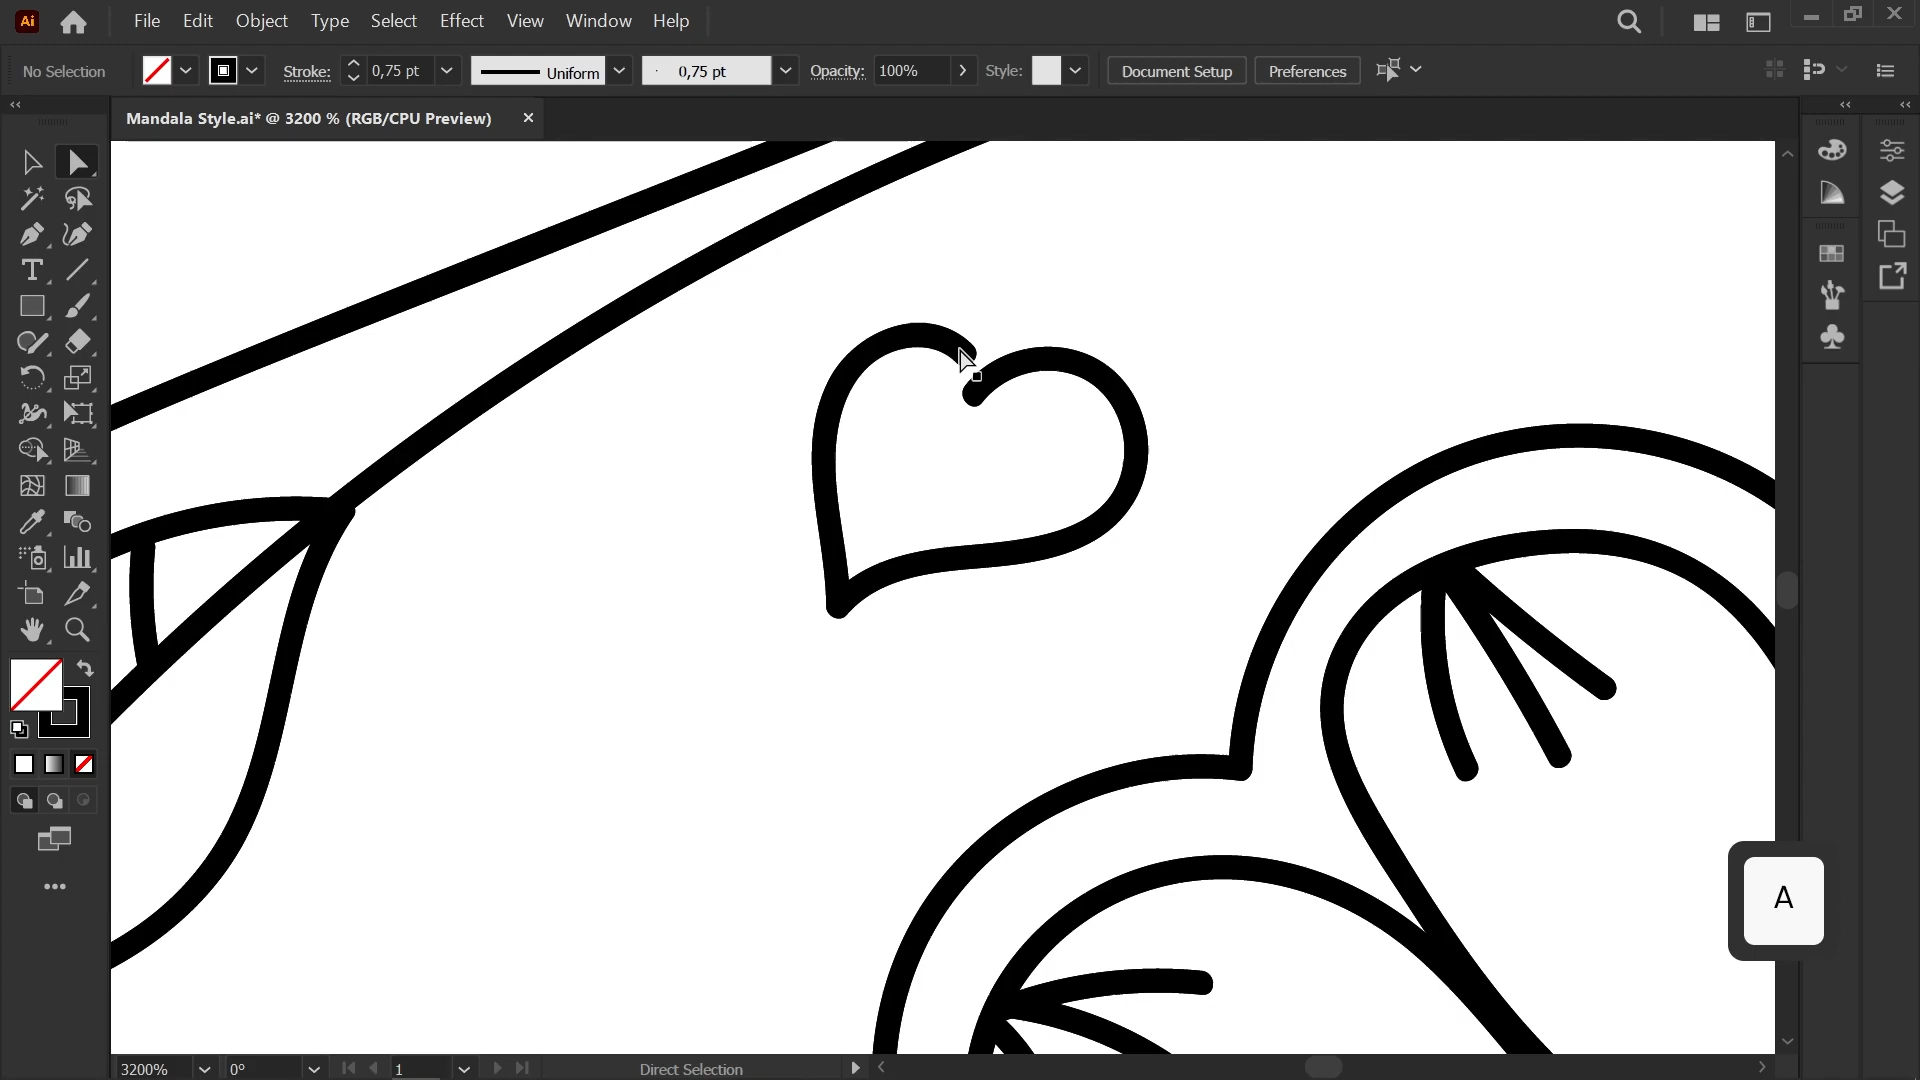 Ai File Edit Object Type Select Effect View Window Help
No Selection Stroke: 0,75 pt Uniform 0,75 pt Opacity: 100% Style: Document Setup Preferences
Mandala Style.ai* @ 3200 % (RGB/CPU Preview)
A
3200% 0° 1 Direct Selection